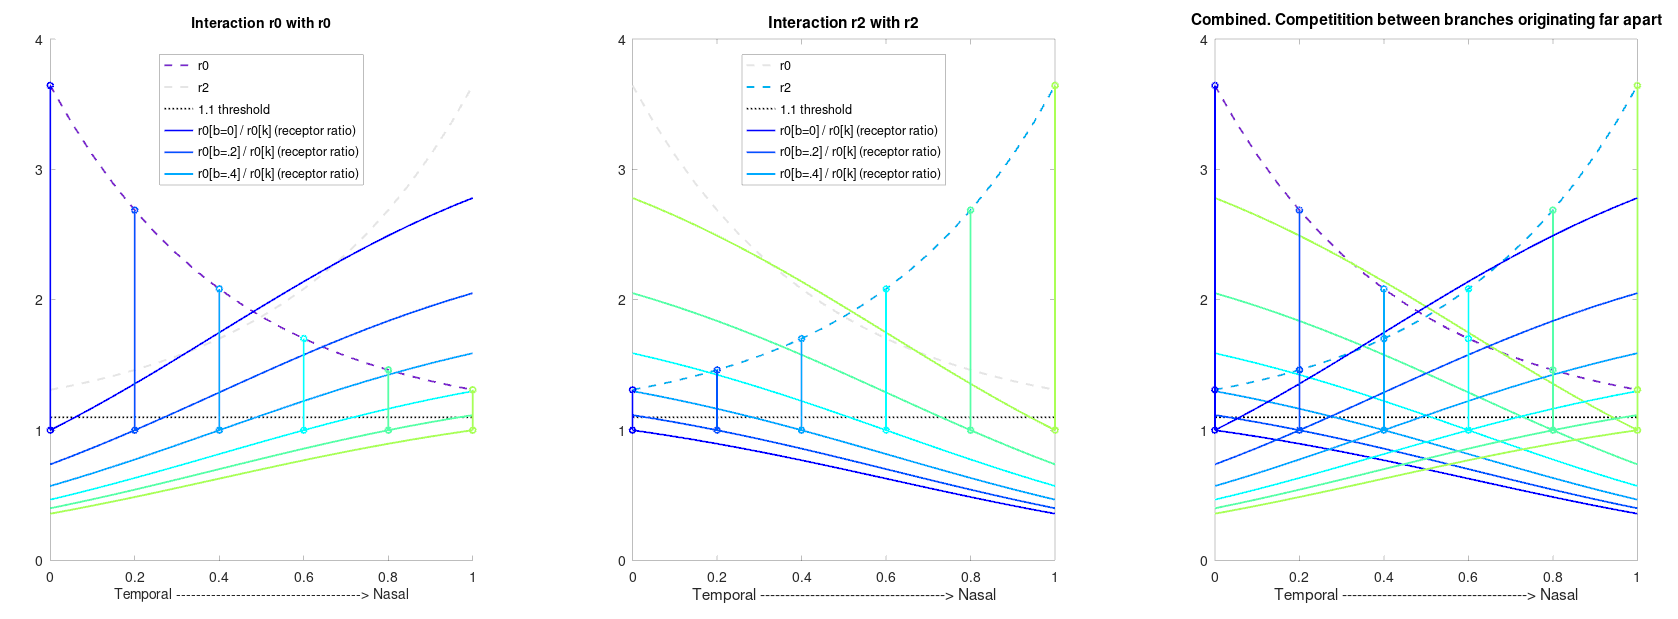 Interaction r0 with r0
4
3
2
1
0
r0
r2
1.1 threshold
r0[b=0] / r0[k] (receptor ratio)
r0[b=.2] / r0[k] (receptor ratio)
r0[b=.4] / r0[k] (receptor ratio)
0 0.2 0.4 0.6 0.8 1
Temporal -------------------------------------> Nasal
Interaction r2 with r2
4
3
2
1
0
r0
r2
1.1 threshold
r0[b=0] / r0[k] (receptor ratio)
r0[b=.2] / r0[k] (receptor ratio)
r0[b=.4] / r0[k] (receptor ratio)
0 0.2 0.4 0.6 0.8 1
Temporal -------------------------------------> Nasal
Combined. Competitition between branches originating far apart
4
3
2
1
0
0 0.2 0.4 0.6 0.8 1
Temporal -------------------------------------> Nasal